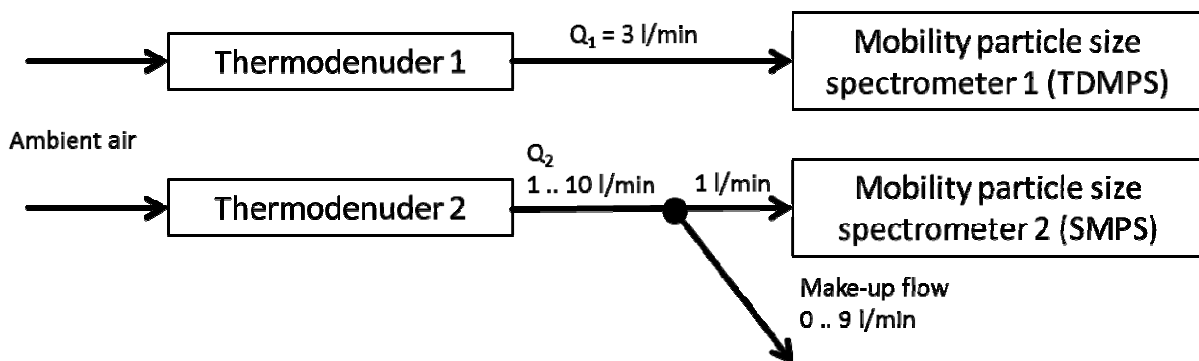 Thermodenuder 1
Q₁ = 3 l/min
Mobility particle size
spectrometer 1 (TDMPS)
Ambient air
Thermodenuder 2
Q₂
1 .. 10 l/min
1 l/min
Mobility particle size
spectrometer 2 (SMPS)
Make-up flow
0 .. 9 l/min